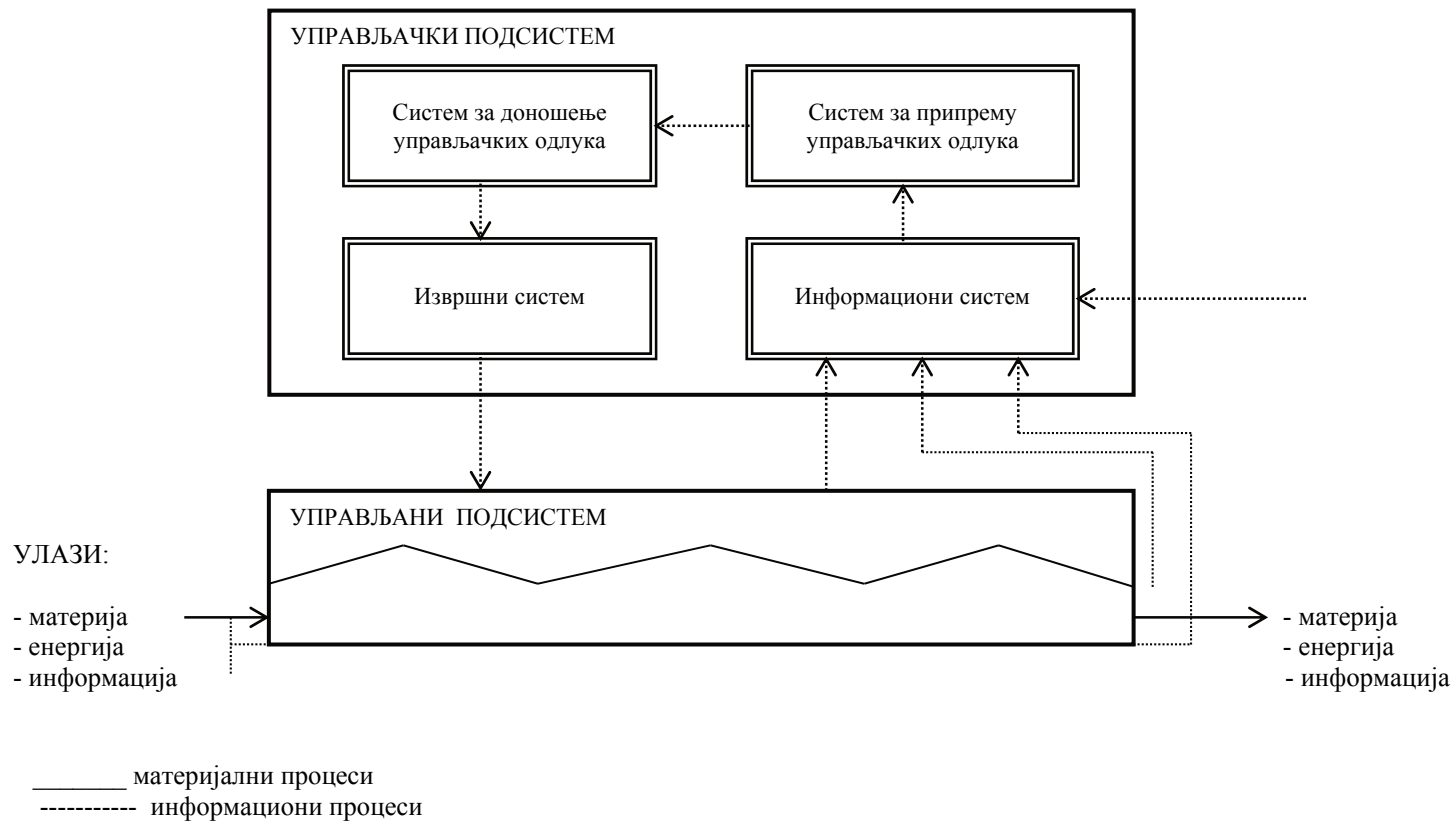 УПРАВЉАЧКИ ПОДСИСТЕМ
Систем за доношење
управљачких одлука
Систем за припрему
управљачких одлука
Извршни систем
Информациони систем
УПРАВЉАНИ ПОДСИСТЕМ
УЛАЗИ:
- материја
- енергија
- информација
- материја
- енергија
- информација
_______ материјални процеси
----------- информациони процеси